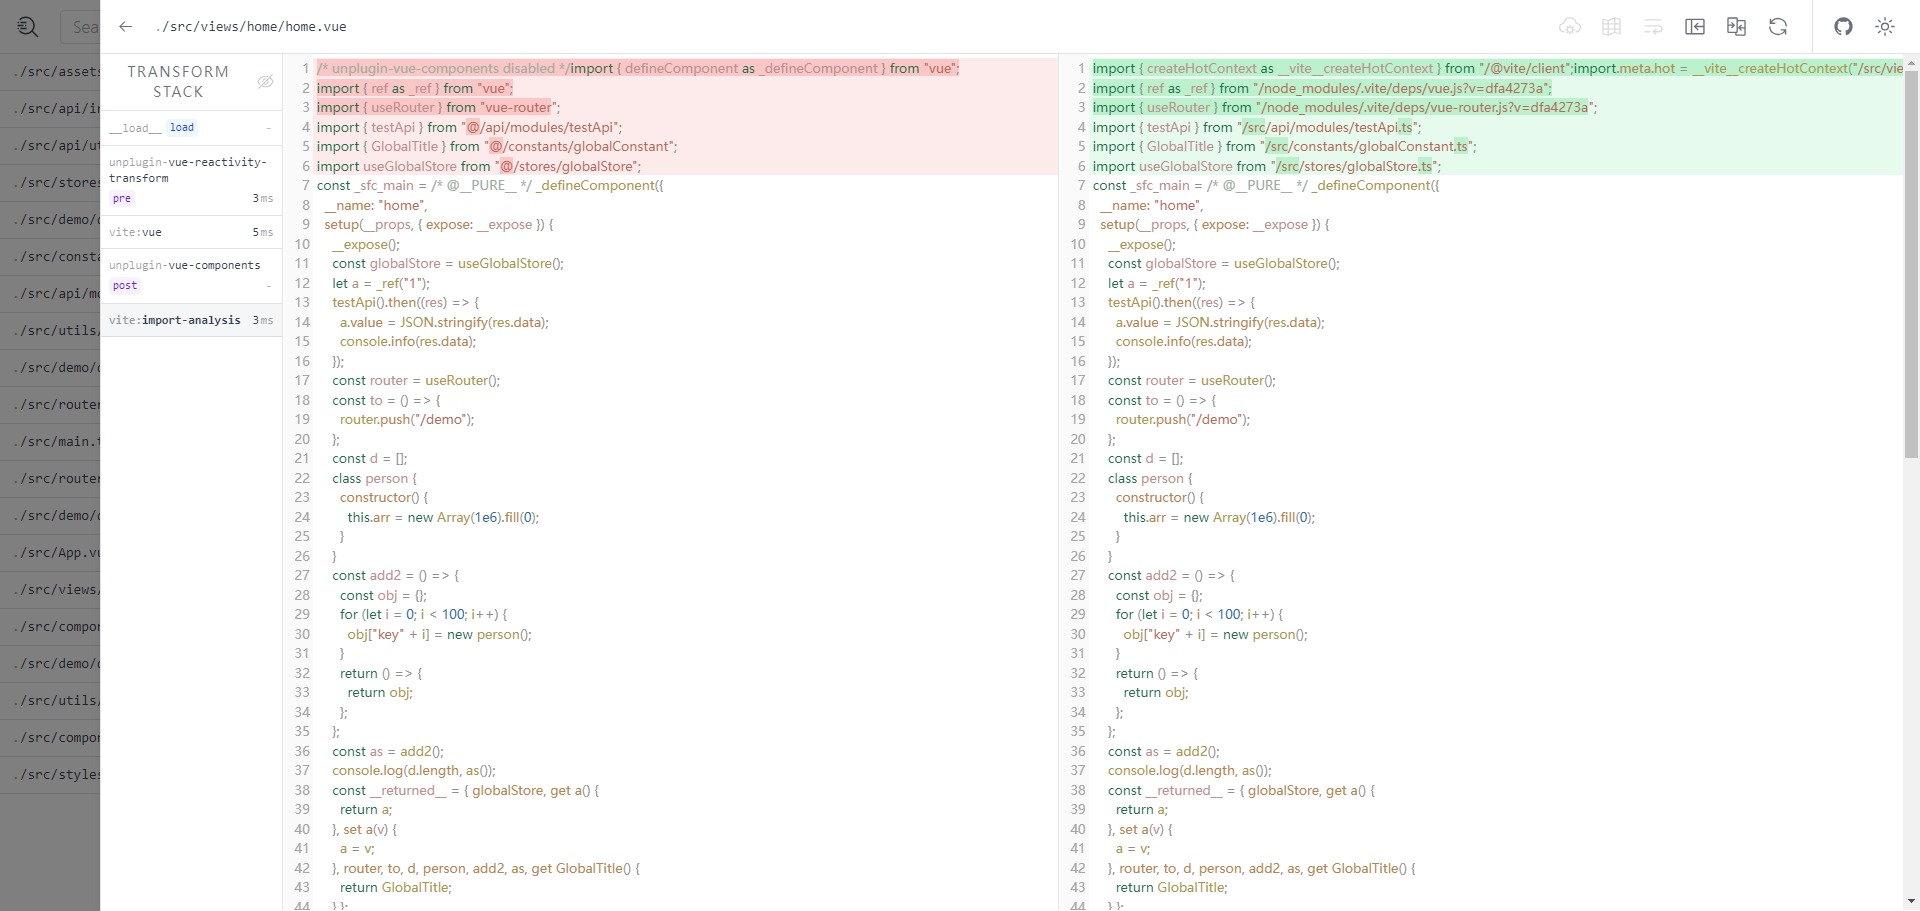 Sea
./src/views/home/home.vue
./src/assets
./src/api/in
./src/api/ut
./src/stores
./src/demo/d
./src/consta
./src/api/mo
./src/utils/
./src/demo/d
./src/router
./src/main.t
./src/router
./src/demo/d
./src/App.vu
./src/views/
./src/compon
./src/demo/d
./src/utils/
./src/compon
./src/styles
TRANSFORM
STACK
__load__ load -
unplugin-vue-reactivity-
transform
pre 3ms
vite:vue 5ms
unplugin-vue-components
post -
vite:import-analysis 3ms
1 /* unplugin-vue-components disabled */import { defineComponent as _defineComponent } from "vue";
2 import { ref as _ref } from "vue";
3 import { useRouter } from "vue-router";
4 import { testApi } from "@/api/modules/testApi";
5 import { GlobalTitle } from "@/constants/globalConstant";
6 import useGlobalStore from "@/stores/globalStore";
7 const _sfc_main = /* @__PURE__ */ _defineComponent({
8 __name: "home",
9 setup(__props, { expose: __expose }) {
10 __expose();
11 const globalStore = useGlobalStore();
12 let a = _ref("1");
13 testApi().then((res) => {
14 a.value = JSON.stringify(res.data);
15 console.info(res.data);
16 });
17 const router = useRouter();
18 const to = () => {
19 router.push("/demo");
20 };
21 const d = [];
22 class person {
23 constructor() {
24 this.arr = new Array(1e6).fill(0);
25 }
26 }
27 const add2 = () => {
28 const obj = {};
29 for (let i = 0; i < 100; i++) {
30 obj["key" + i] = new person();
31 }
32 return () => {
33 return obj;
34 };
35 };
36 const as = add2();
37 console.log(d.length, as());
38 const __returned__ = { globalStore, get a() {
39 return a;
40 }, set a(v) {
41 a = v;
42 }, router, to, d, person, add2, as, get GlobalTitle() {
43 return GlobalTitle;
44 } };
1 import { createHotContext as __vite__createHotContext } from "/@vite/client";import.meta.hot = __vite__createHotContext("/src/vie
2 import { ref as _ref } from "/node_modules/.vite/deps/vue.js?v=dfa4273a";
3 import { useRouter } from "/node_modules/.vite/deps/vue-router.js?v=dfa4273a";
4 import { testApi } from "/src/api/modules/testApi.ts";
5 import { GlobalTitle } from "/src/constants/globalConstant.ts";
6 import useGlobalStore from "/src/stores/globalStore.ts";
7 const _sfc_main = /* @__PURE__ */ _defineComponent({
8 __name: "home",
9 setup(__props, { expose: __expose }) {
10 __expose();
11 const globalStore = useGlobalStore();
12 let a = _ref("1");
13 testApi().then((res) => {
14 a.value = JSON.stringify(res.data);
15 console.info(res.data);
16 });
17 const router = useRouter();
18 const to = () => {
19 router.push("/demo");
20 };
21 const d = [];
22 class person {
23 constructor() {
24 this.arr = new Array(1e6).fill(0);
25 }
26 }
27 const add2 = () => {
28 const obj = {};
29 for (let i = 0; i < 100; i++) {
30 obj["key" + i] = new person();
31 }
32 return () => {
33 return obj;
34 };
35 };
36 const as = add2();
37 console.log(d.length, as());
38 const __returned__ = { globalStore, get a() {
39 return a;
40 }, set a(v) {
41 a = v;
42 }, router, to, d, person, add2, as, get GlobalTitle() {
43 return GlobalTitle;
44 } };